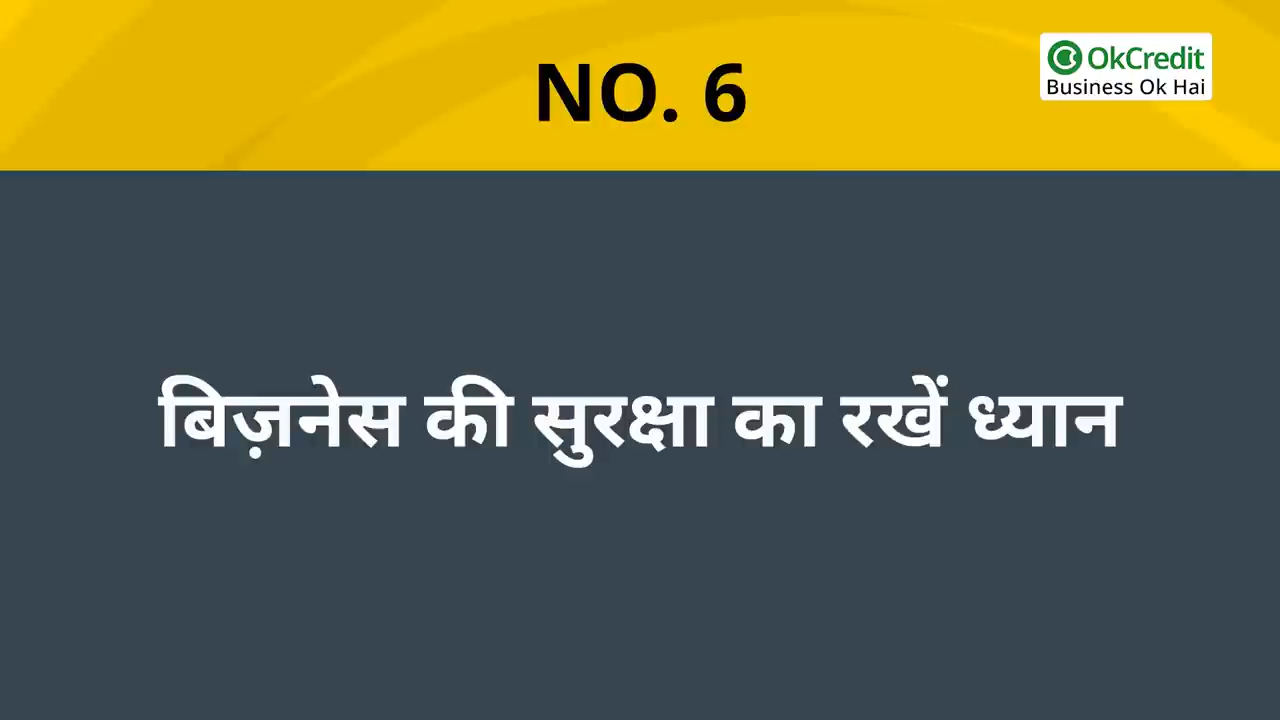 NO. 6
OkCredit
Business Ok Hai
बिज़नेस की सुरक्षा का रखें ध्यान